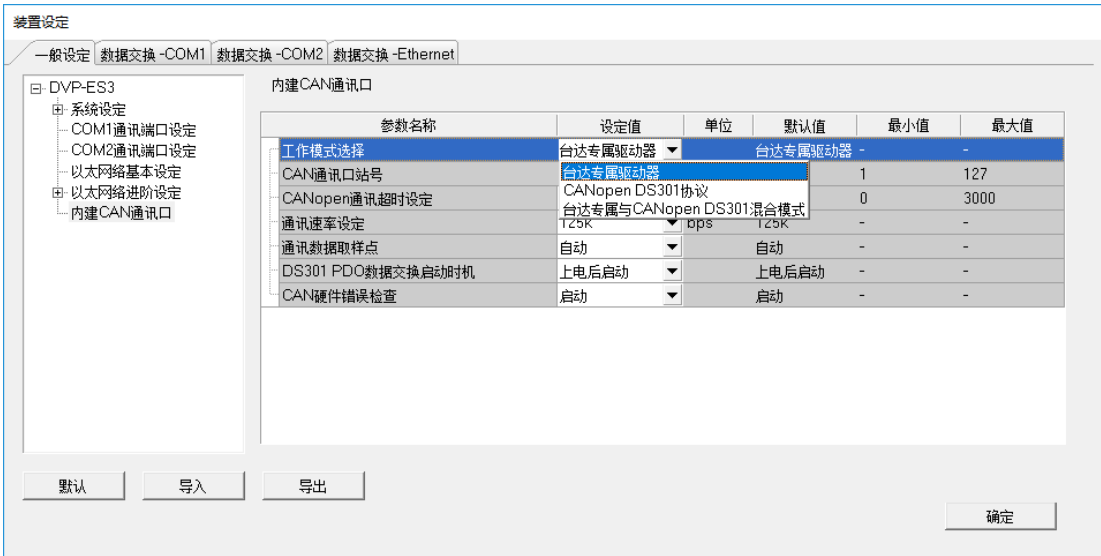 装置设定
一般设定 数据交换 -COM1 数据交换 -COM2 数据交换 -Ethernet
DVP-ES3
系统设定
COM1通讯端口设定
COM2通讯端口设定
以太网络基本设定
以太网络进阶设定
内建CAN通讯口
内建CAN通讯口
参数名称 设定值 单位 默认值 最小值 最大值
工作模式选择 台达专属驱动器 台达专属驱动器 - -
台达专属驱动器
CANopen DS301协议
台达专属与CANopen DS301混合模式
CAN通讯口站号 1 127
CANopen通讯超时设定 0 3000
通讯速率设定 125K bps 125K - -
通讯数据取样点 自动 自动 - -
DS301 PDO数据交换启动时机 上电后启动 上电后启动 - -
CAN硬件错误检查 启动 启动 - -
默认 导入 导出
确定